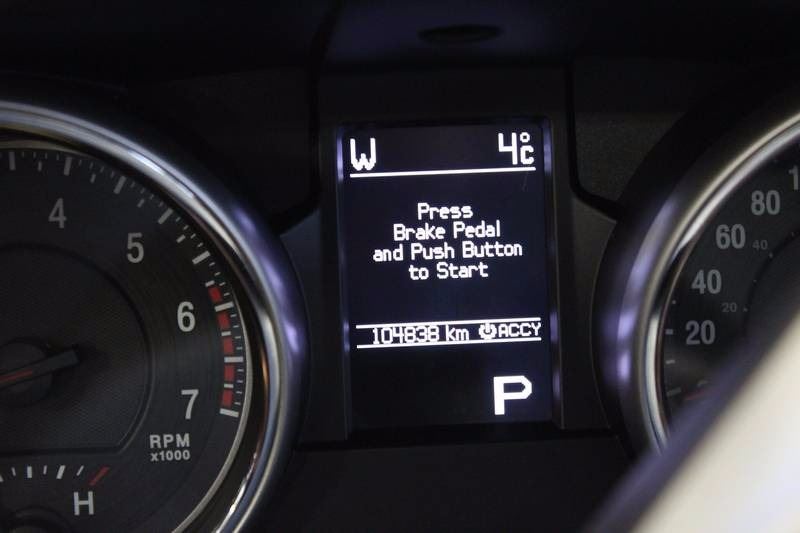 W 4°C
Press
Brake Pedal
and Push Button
to Start
104838 km ACCY
P
4
5
6
7
RPM
x1000
H
80
60 40
40
20 20